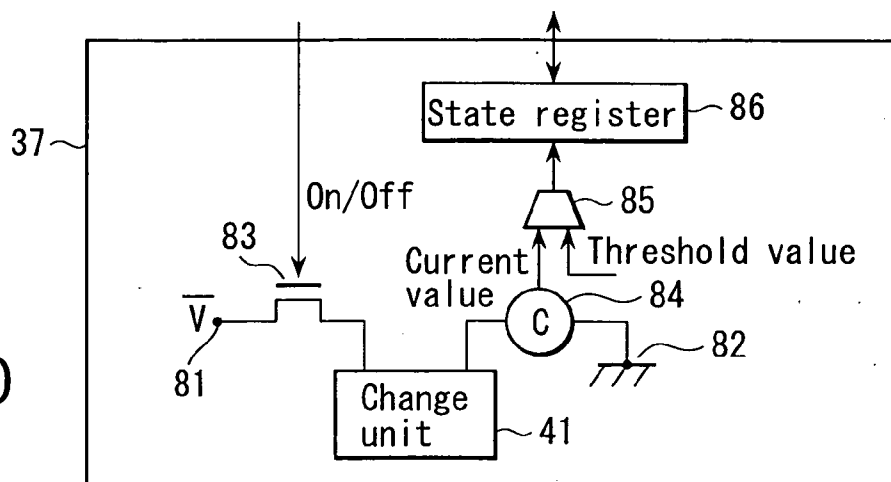 State register
86
37
On/Off
85
83
Current
value
Threshold value
84
V
C
81
82
Change
unit
41